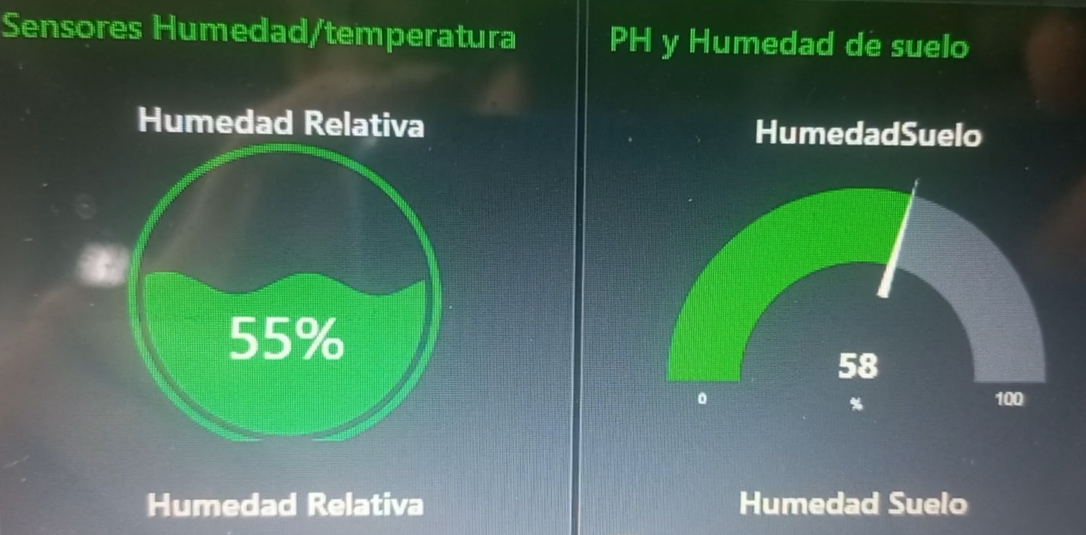 Sensores Humedad/temperatura
Humedad Relativa
55%
Humedad Relativa
PH y Humedad de suelo
HumedadSuelo
58
%
0
100
Humedad Suelo